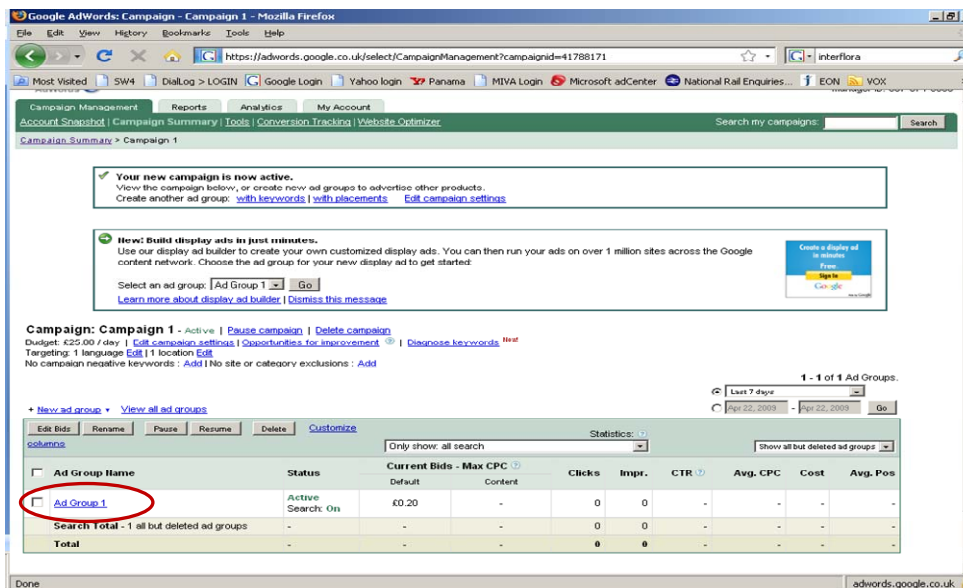 Google AdWords: Campaign - Campaign 1 - Mozilla Firefox
File Edit View History Bookmarks Tools Help
https://adwords.google.co.uk/select/CampaignManagement?campaignid=41788171 interflora
Most Visited SW4 DialLog > LOGIN Google Login Yahoo login Panama MIVA Login Microsoft adCenter National Rail Enquiries... EON VOX
Campaign Management Reports Analytics My Account
Account Snapshot | Campaign Summary | Tools | Conversion Tracking | Website Optimizer Search my campaigns: Search
Campaign Summary > Campaign 1
Your new campaign is now active.
View the campaign below, or create new ad groups to advertise other products.
Create another ad group: with keywords | with placements Edit campaign settings
New! Build display ads in just minutes.
Use our display ad builder to create your own customized display ads. You can then run your ads on over 1 million sites across the Google
content network. Choose the ad group for your new display ad to get started:
Create a display ad
in minutes
Free
Sign In
Google
Select an ad group: Ad Group 1 Go
Learn more about display ad builder | Dismiss this message
Campaign: Campaign 1 - Active | Pause campaign | Delete campaign
Budget: £25.00 / day | Edit campaign settings | Opportunities for improvement | Diagnose keywords New!
Targeting: 1 language Edit | 1 location Edit
No campaign negative keywords : Add | No site or category exclusions : Add
1 - 1 of 1 Ad Groups.
Last 7 days
+ New ad group View all ad groups Apr 22, 2009 - Apr 22, 2009 Go
Edit Bids Rename Pause Resume Delete Customize
columns
Statistics:
Only show: all search Show all but deleted ad groups
Ad Group Name Status Current Bids - Max CPC Clicks Impr. CTR Avg. CPC Cost Avg. Pos
Default Content
Ad Group 1 Active £0.20 - 0 0 - - - -
Search: On
Search Total - 1 all but deleted ad groups - - - 0 0 - - - -
Total - - - 0 0 - - - -
Done adwords.google.co.uk